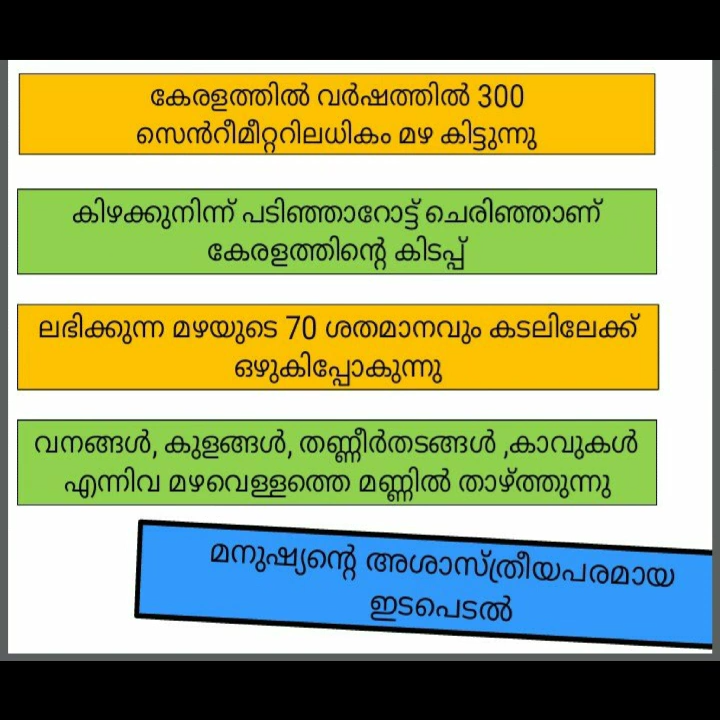 കേരളത്തിൽ വർഷത്തിൽ 300
സെൻറീമീറ്ററിലധികം മഴ കിട്ടുന്നു
കിഴക്കുനിന്ന് പടിഞ്ഞാറോട്ട് ചെരിഞ്ഞാണ്
കേരളത്തിന്റെ കിടപ്പ്
ലഭിക്കുന്ന മഴയുടെ 70 ശതമാനവും കടലിലേക്ക്
ഒഴുകിപ്പോകുന്നു
വനങ്ങൾ, കുളങ്ങൾ, തണ്ണീർതടങ്ങൾ ,കാവുകൾ
എന്നിവ മഴവെള്ളത്തെ മണ്ണിൽ താഴ്ത്തുന്നു
മനുഷ്യന്റെ അശാസ്ത്രീയപരമായ
ഇടപെടൽ